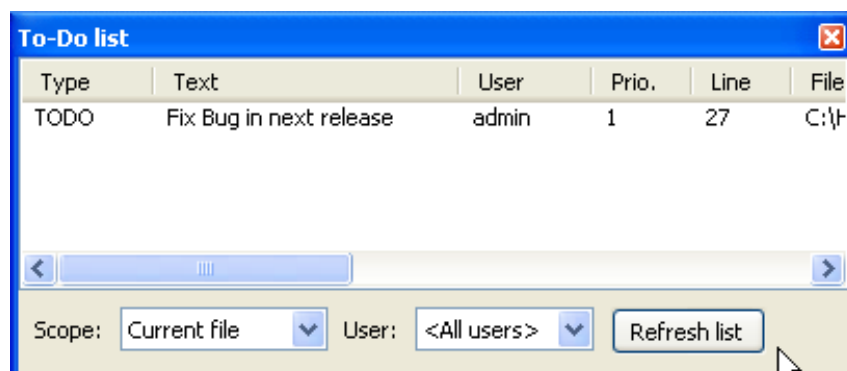 To-Do list
Type Text User Prio. Line File
TODO Fix Bug in next release admin 1 27 C:\H
Scope: Current file User: <All users> Refresh list